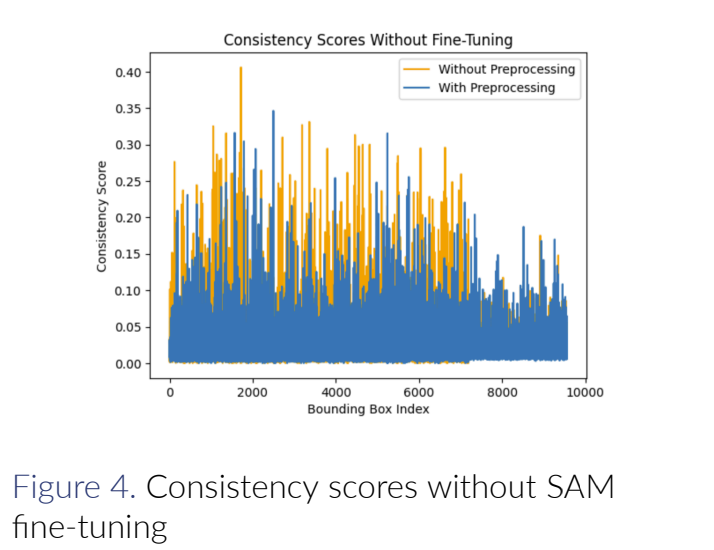 Consistency Scores Without Fine-Tuning
Without Preprocessing
With Preprocessing
Consistency Score
0.40
0.35
0.30
0.25
0.20
0.15
0.10
0.05
0.00
0 2000 4000 6000 8000 10000
Bounding Box Index
Figure 4. Consistency scores without SAM
fine-tuning